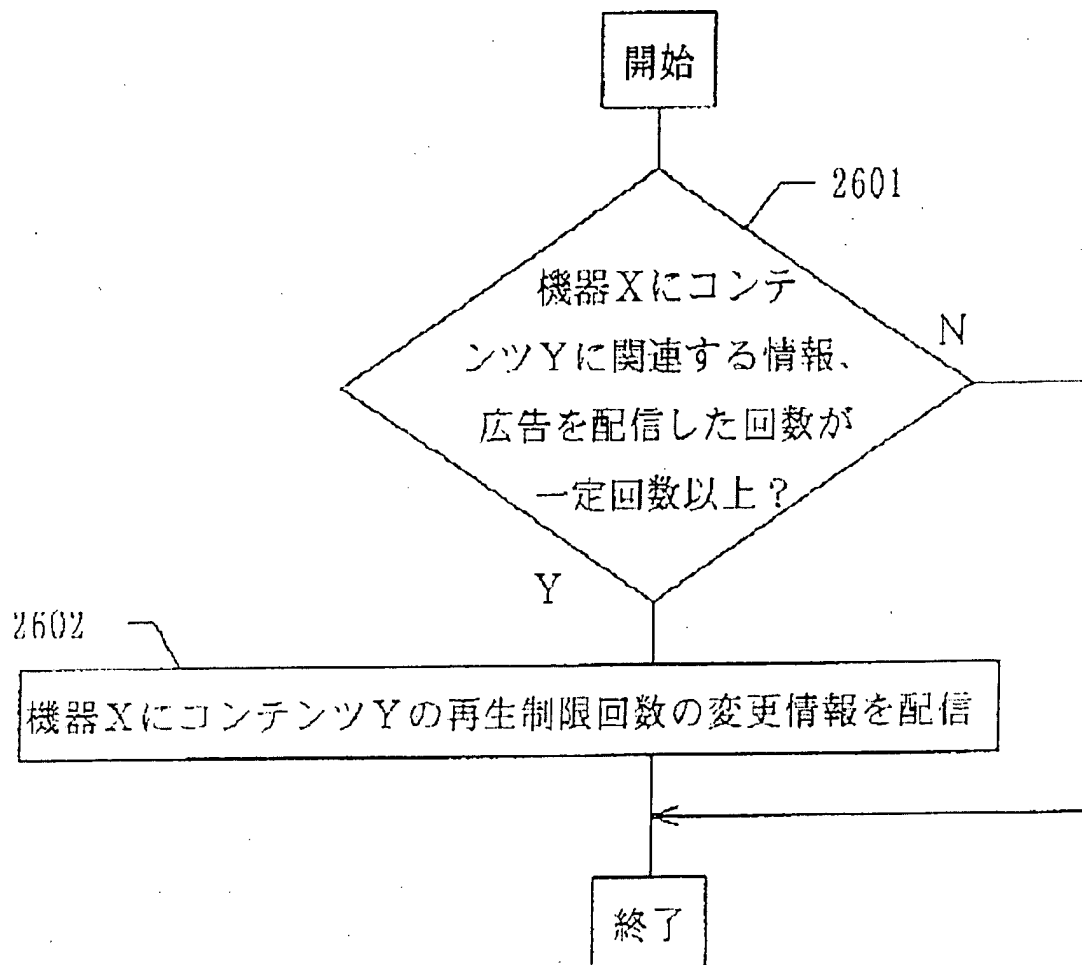 開始
2601
機器Xにコンテ
ンツYに関連する情報、
広告を配信した回数が
一定回数以上?
N
Y
2602
機器XにコンテンツYの再生制限回数の変更情報を配信
終了